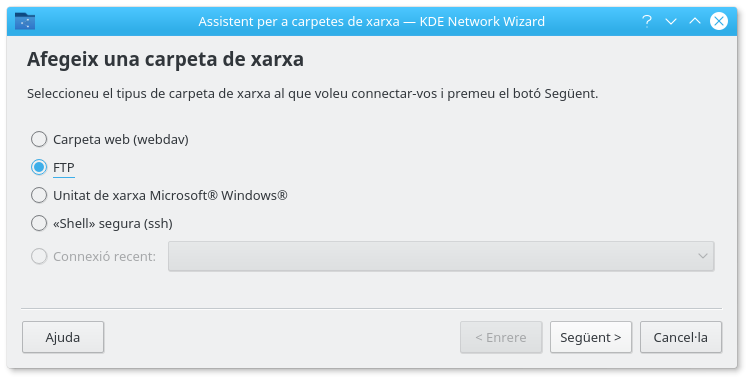 Assistent per a carpetes de xarxa — KDE Network Wizard
Afegeix una carpeta de xarxa
Seleccioneu el tipus de carpeta de xarxa al que voleu connectar-vos i premeu el botó Següent.
Carpeta web (webdav)
FTP
Unitat de xarxa Microsoft® Windows®
«Shell» segura (ssh)
Connexió recent:
Ajuda
< Enrere
Següent >
Cancel·la